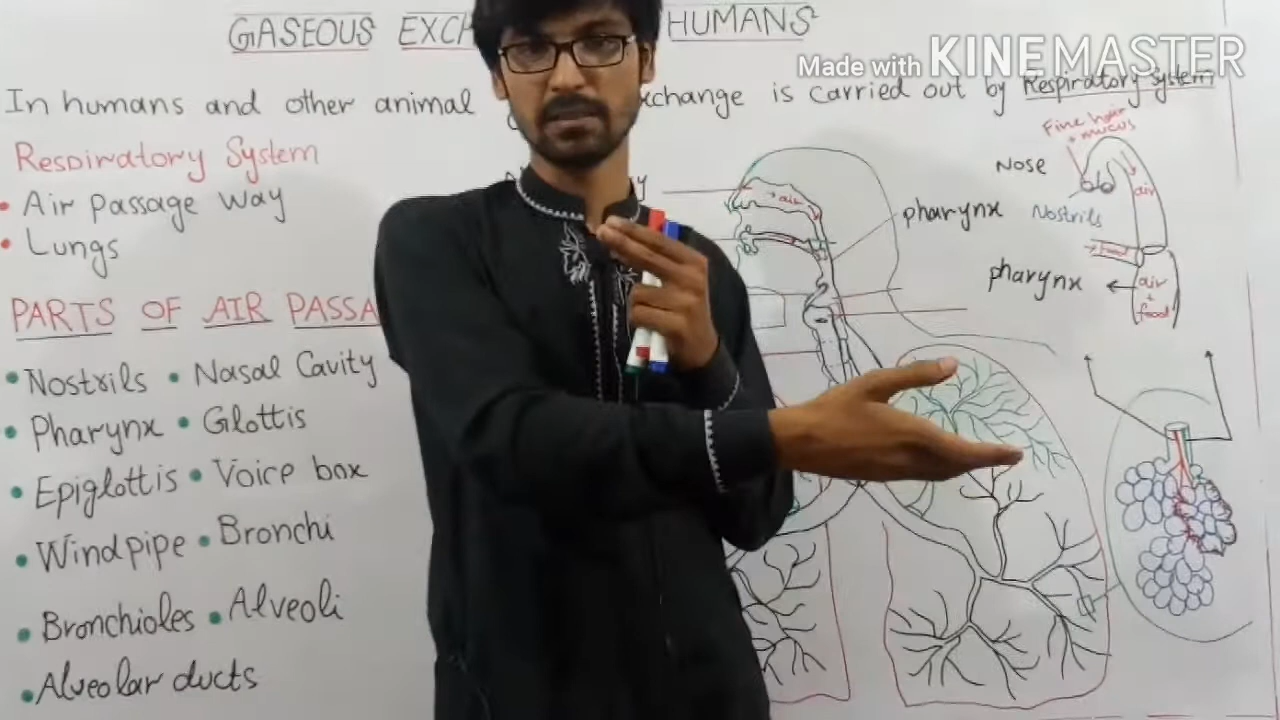 GASEOUS EXCH HUMANS
Made with KINEMASTER
In humans and other animal xchange is carried out by Respiratory System
Respiratory System
• Air passage way
• Lungs
PARTS OF AIR PASSA
• Nostrils • Nasal Cavity
• Pharynx • Glottis
• Epiglottis • Voice box
• Windpipe • Bronchi
• Bronchioles • Alveoli
• Alveolar ducts
air
pharynx
Fine hair
+ mucus
Nose
air
Nostrils
food
pharynx
air
+
food